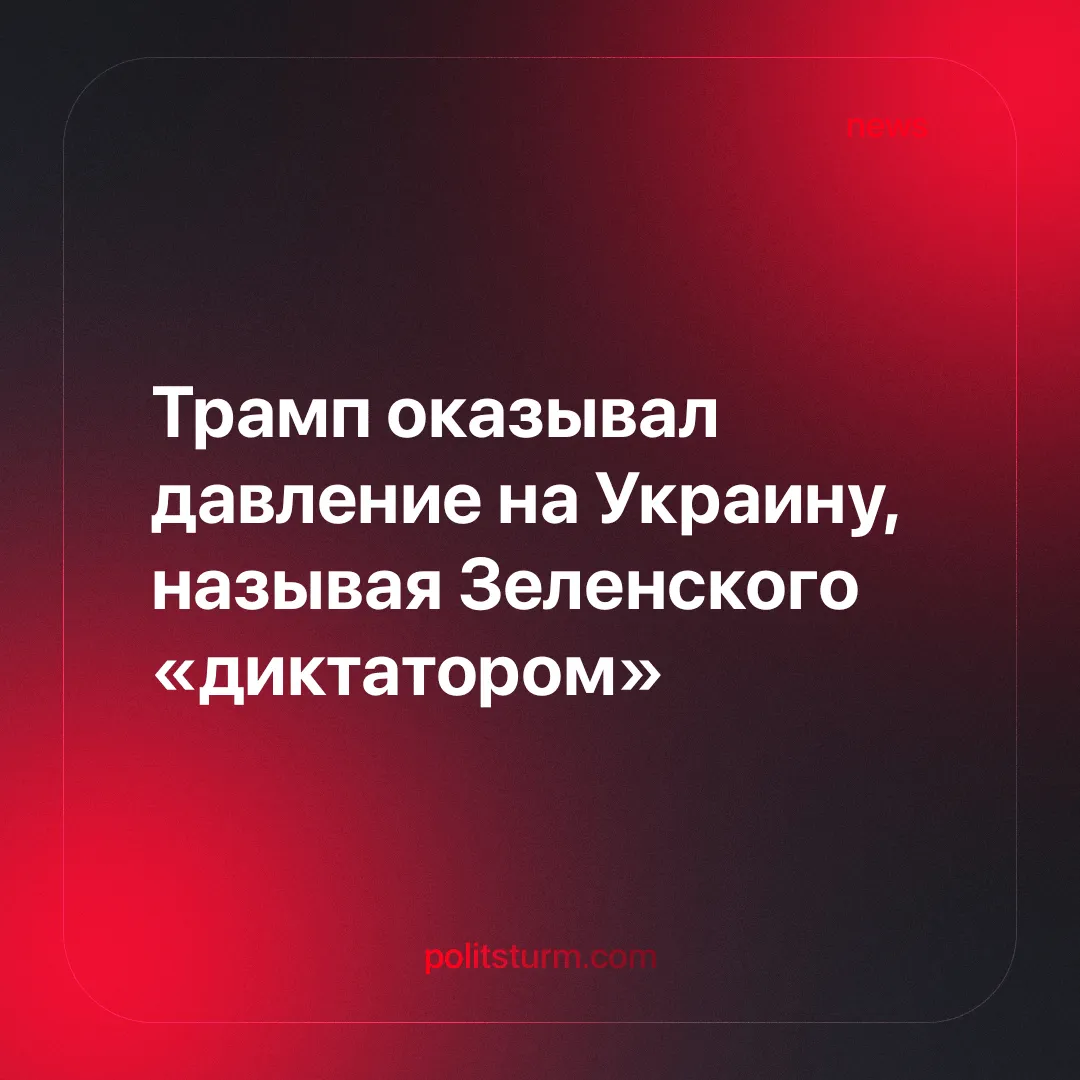 news
Трамп оказывал
давление на Украину,
называя Зеленского
«диктатором»
politsturm.com